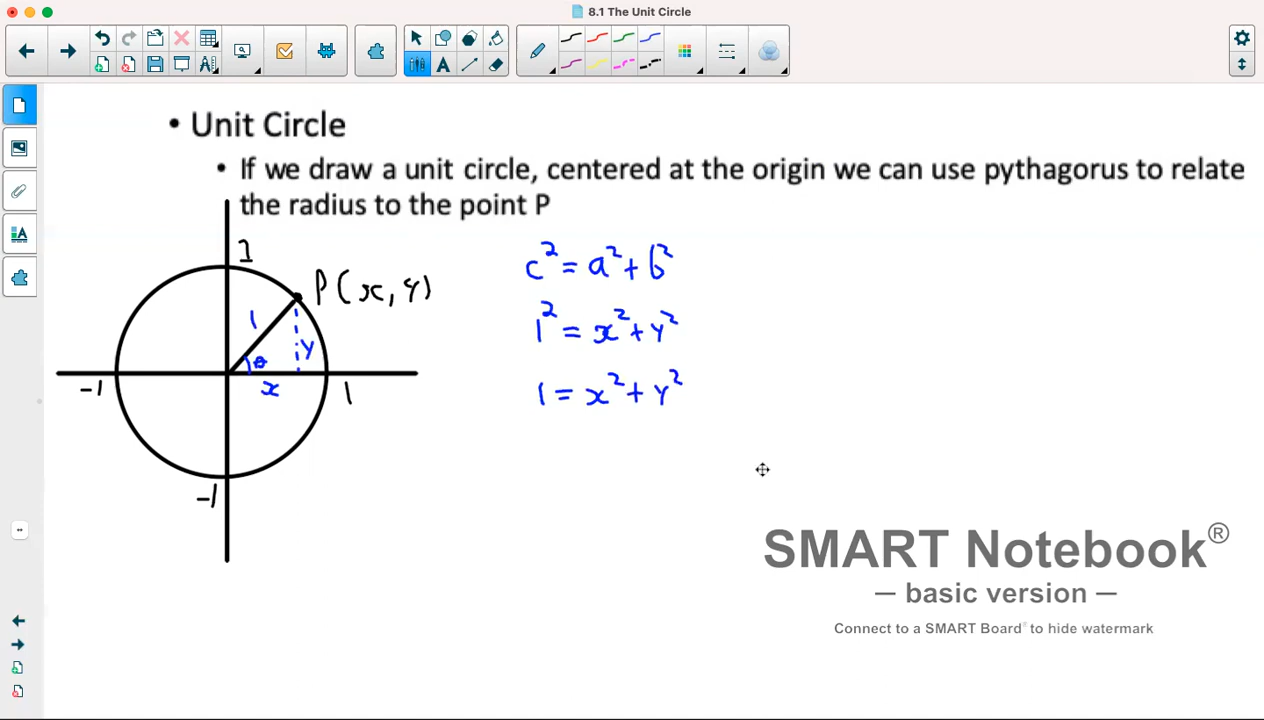 8.1 The Unit Circle
• Unit Circle
• If we draw a unit circle, centered at the origin we can use pythagorus to relate
the radius to the point P
1
P(x, y)
1
θ
y
x
-1
1
-1
c² = a² + b²
1² = x² + y²
1 = x² + y²
SMART Notebook®
— basic version —
Connect to a SMART Board® to hide watermark